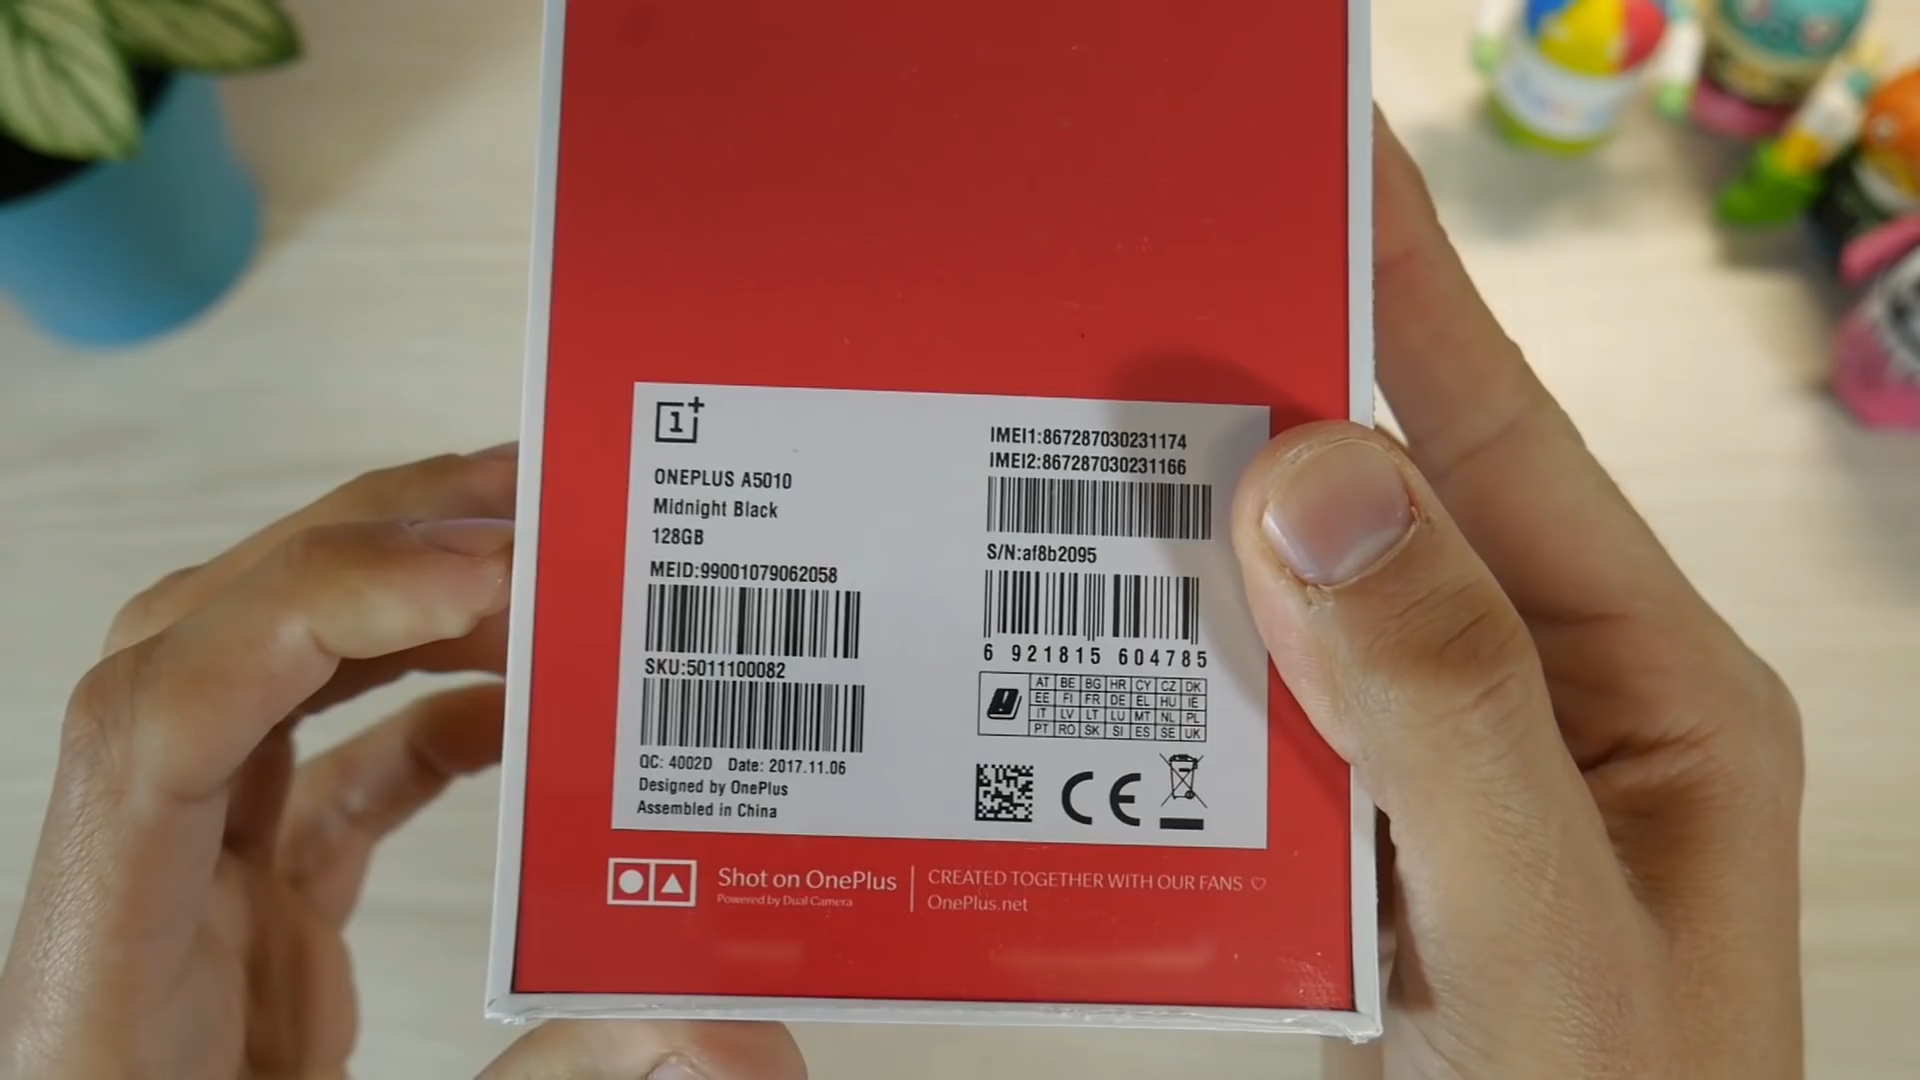 1+
ONEPLUS A5010
Midnight Black
128GB
MEID:99001079062058
SKU:5011100082
QC: 4002D Date: 2017.11.06
Designed by OnePlus
Assembled in China
IMEI1:867287030231174
IMEI2:867287030231166
S/N:af8b2095
6 921815 604785
AT BE BG HR CY CZ DK
EE FI FR DE EL HU IE
IT LV LT LU MT NL PL
PT RO SK SI ES SE UK
CE
Shot on OnePlus
Powered by Dual Camera
CREATED TOGETHER WITH OUR FANS ♡
OnePlus.net